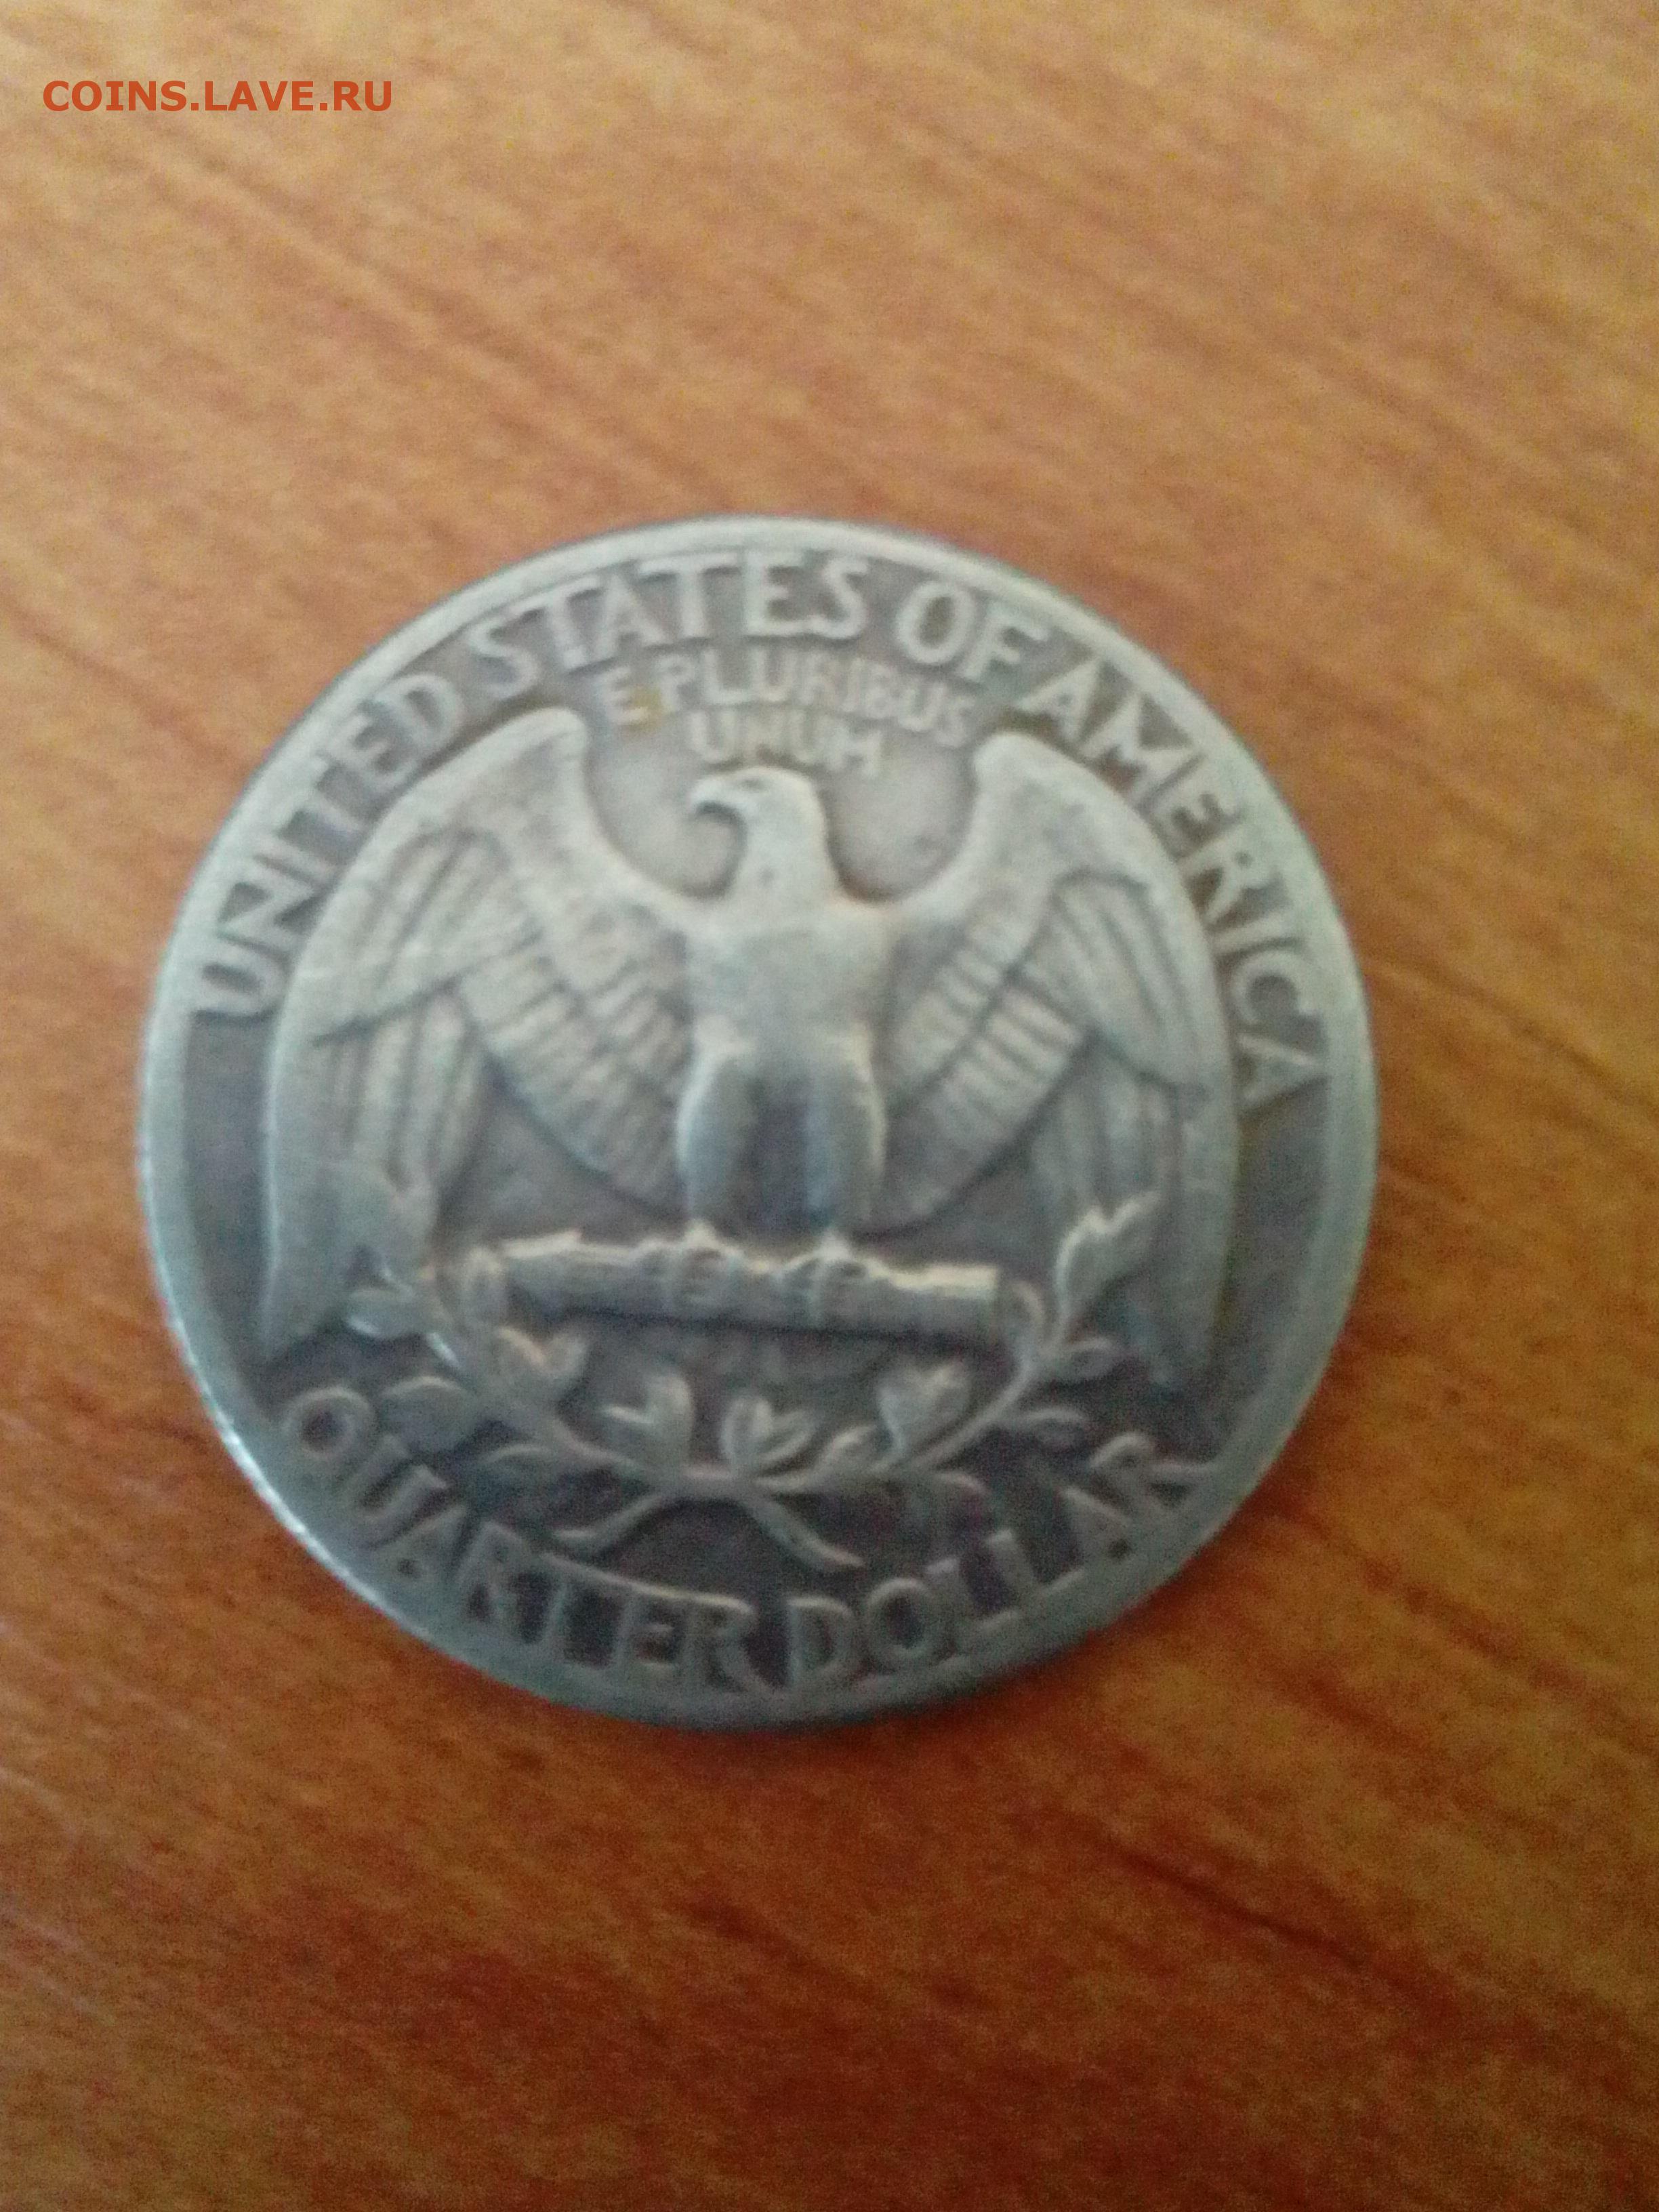 COINS.LAVE.RU
UNITED STATES OF AMERICA
E PLURIBUS
UNUM
QUARTER DOLLAR